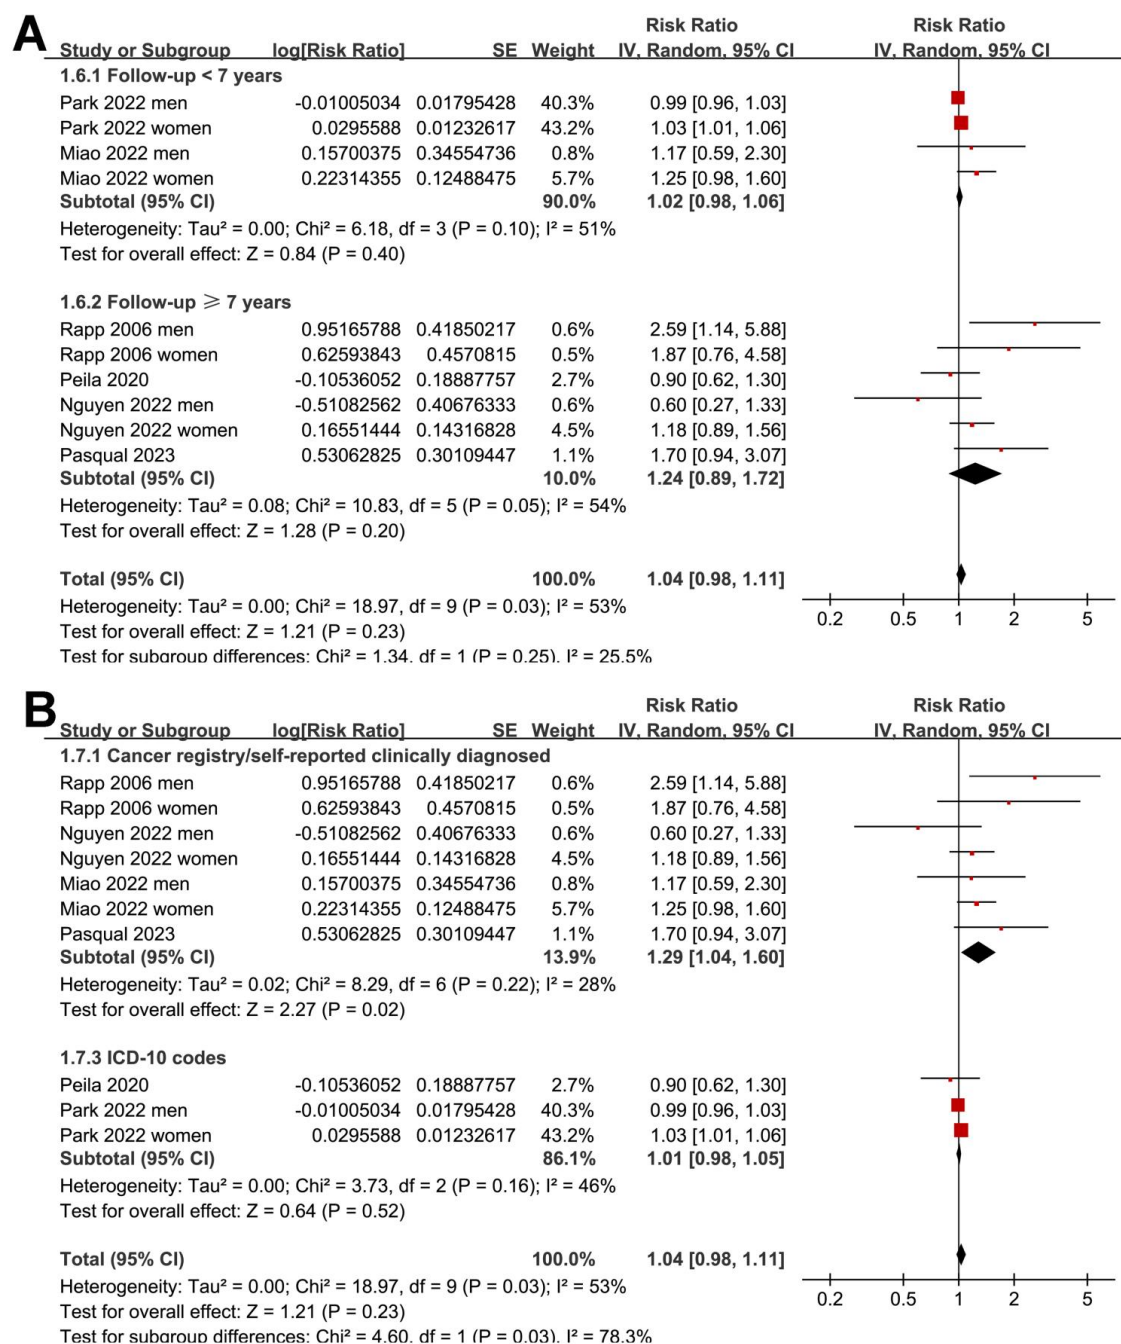 A
Risk Ratio Risk Ratio
Study or Subgroup log[Risk Ratio] SE Weight IV, Random, 95% CI IV, Random, 95% CI
1.6.1 Follow-up < 7 years
Park 2022 men -0.01005034 0.01795428 40.3% 0.99 [0.96, 1.03]
Park 2022 women 0.0295588 0.01232617 43.2% 1.03 [1.01, 1.06]
Miao 2022 men 0.15700375 0.34554736 0.8% 1.17 [0.59, 2.30]
Miao 2022 women 0.22314355 0.12488475 5.7% 1.25 [0.98, 1.60]
Subtotal (95% CI) 90.0% 1.02 [0.98, 1.06]
Heterogeneity: Tau² = 0.00; Chi² = 6.18, df = 3 (P = 0.10); I² = 51%
Test for overall effect: Z = 0.84 (P = 0.40)
1.6.2 Follow-up ⩾ 7 years
Rapp 2006 men 0.95165788 0.41850217 0.6% 2.59 [1.14, 5.88]
Rapp 2006 women 0.62593843 0.4570815 0.5% 1.87 [0.76, 4.58]
Peila 2020 -0.10536052 0.18887757 2.7% 0.90 [0.62, 1.30]
Nguyen 2022 men -0.51082562 0.40676333 0.6% 0.60 [0.27, 1.33]
Nguyen 2022 women 0.16551444 0.14316828 4.5% 1.18 [0.89, 1.56]
Pasqual 2023 0.53062825 0.30109447 1.1% 1.70 [0.94, 3.07]
Subtotal (95% CI) 10.0% 1.24 [0.89, 1.72]
Heterogeneity: Tau² = 0.08; Chi² = 10.83, df = 5 (P = 0.05); I² = 54%
Test for overall effect: Z = 1.28 (P = 0.20)
Total (95% CI) 100.0% 1.04 [0.98, 1.11]
Heterogeneity: Tau² = 0.00; Chi² = 18.97, df = 9 (P = 0.03); I² = 53%
Test for overall effect: Z = 1.21 (P = 0.23)
Test for subgroup differences: Chi² = 1.34, df = 1 (P = 0.25), I² = 25.5%
0.2 0.5 1 2 5
B
Risk Ratio Risk Ratio
Study or Subgroup log[Risk Ratio] SE Weight IV, Random, 95% CI IV, Random, 95% CI
1.7.1 Cancer registry/self-reported clinically diagnosed
Rapp 2006 men 0.95165788 0.41850217 0.6% 2.59 [1.14, 5.88]
Rapp 2006 women 0.62593843 0.4570815 0.5% 1.87 [0.76, 4.58]
Nguyen 2022 men -0.51082562 0.40676333 0.6% 0.60 [0.27, 1.33]
Nguyen 2022 women 0.16551444 0.14316828 4.5% 1.18 [0.89, 1.56]
Miao 2022 men 0.15700375 0.34554736 0.8% 1.17 [0.59, 2.30]
Miao 2022 women 0.22314355 0.12488475 5.7% 1.25 [0.98, 1.60]
Pasqual 2023 0.53062825 0.30109447 1.1% 1.70 [0.94, 3.07]
Subtotal (95% CI) 13.9% 1.29 [1.04, 1.60]
Heterogeneity: Tau² = 0.02; Chi² = 8.29, df = 6 (P = 0.22); I² = 28%
Test for overall effect: Z = 2.27 (P = 0.02)
1.7.3 ICD-10 codes
Peila 2020 -0.10536052 0.18887757 2.7% 0.90 [0.62, 1.30]
Park 2022 men -0.01005034 0.01795428 40.3% 0.99 [0.96, 1.03]
Park 2022 women 0.0295588 0.01232617 43.2% 1.03 [1.01, 1.06]
Subtotal (95% CI) 86.1% 1.01 [0.98, 1.05]
Heterogeneity: Tau² = 0.00; Chi² = 3.73, df = 2 (P = 0.16); I² = 46%
Test for overall effect: Z = 0.64 (P = 0.52)
Total (95% CI) 100.0% 1.04 [0.98, 1.11]
Heterogeneity: Tau² = 0.00; Chi² = 18.97, df = 9 (P = 0.03); I² = 53%
Test for overall effect: Z = 1.21 (P = 0.23)
Test for subgroup differences: Chi² = 4.60, df = 1 (P = 0.03), I² = 78.3%
0.2 0.5 1 2 5